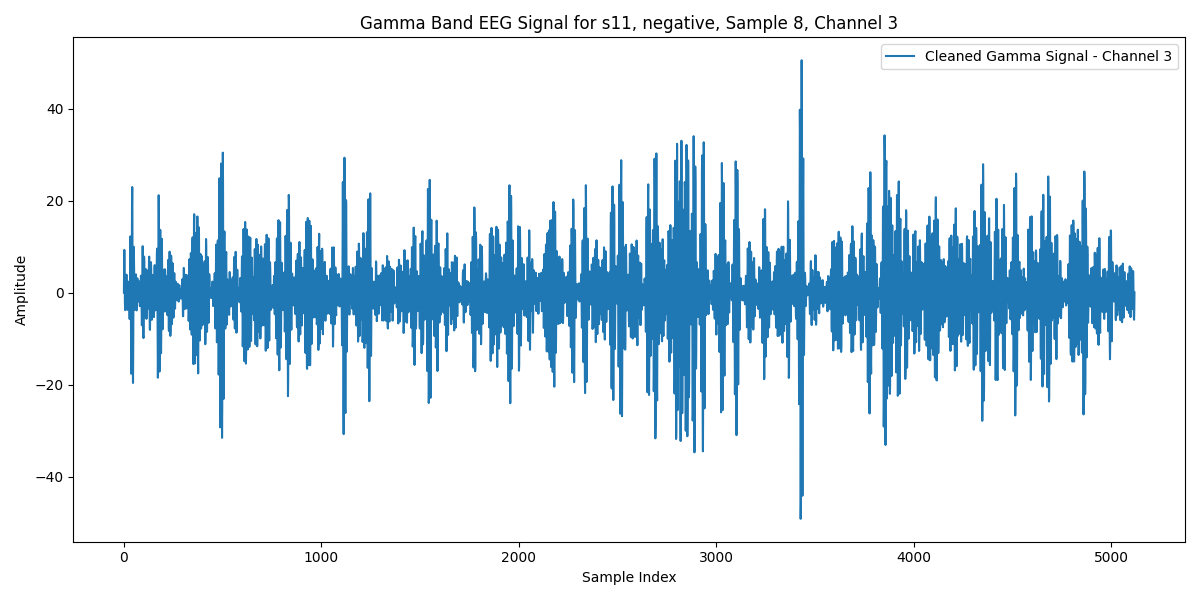 Gamma Band EEG Signal for s11, negative, Sample 8, Channel 3
Cleaned Gamma Signal - Channel 3
Amplitude
40
20
0
−20
−40
0 1000 2000 3000 4000 5000
Sample Index